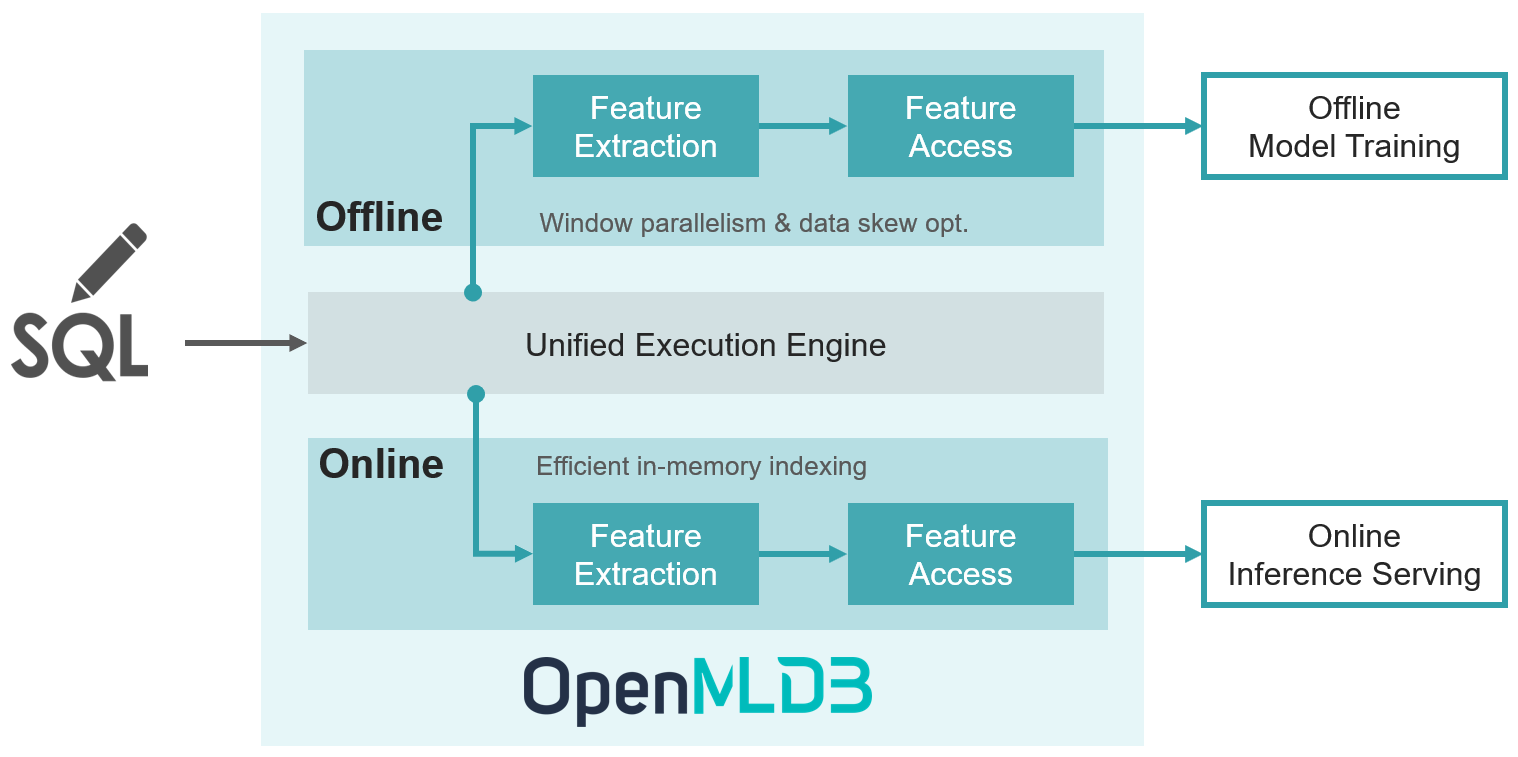 Feature
Extraction
Feature
Access
Offline
Model Training
Offline
Window parallelism & data skew opt.
SQL
Unified Execution Engine
Online
Efficient in-memory indexing
Feature
Extraction
Feature
Access
Online
Inference Serving
OpenMLDB